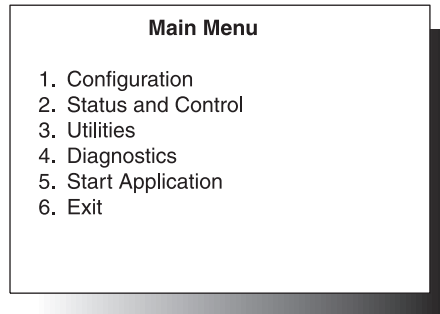 Main Menu
1. Configuration
2. Status and Control
3. Utilities
4. Diagnostics
5. Start Application
6. Exit